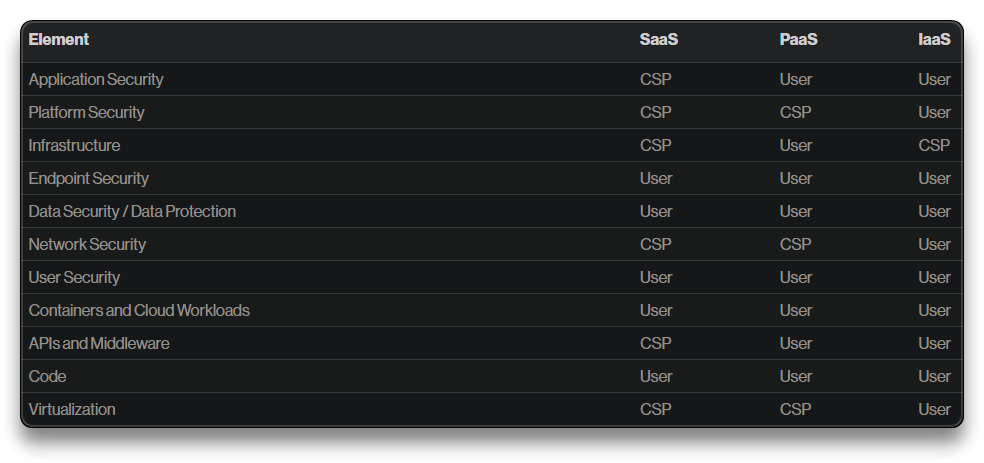 Element SaaS PaaS IaaS
Application Security CSP User User
Platform Security CSP CSP User
Infrastructure CSP User CSP
Endpoint Security User User User
Data Security / Data Protection User User User
Network Security CSP CSP User
User Security User User User
Containers and Cloud Workloads User User User
APIs and Middleware CSP User User
Code User User User
Virtualization CSP CSP User